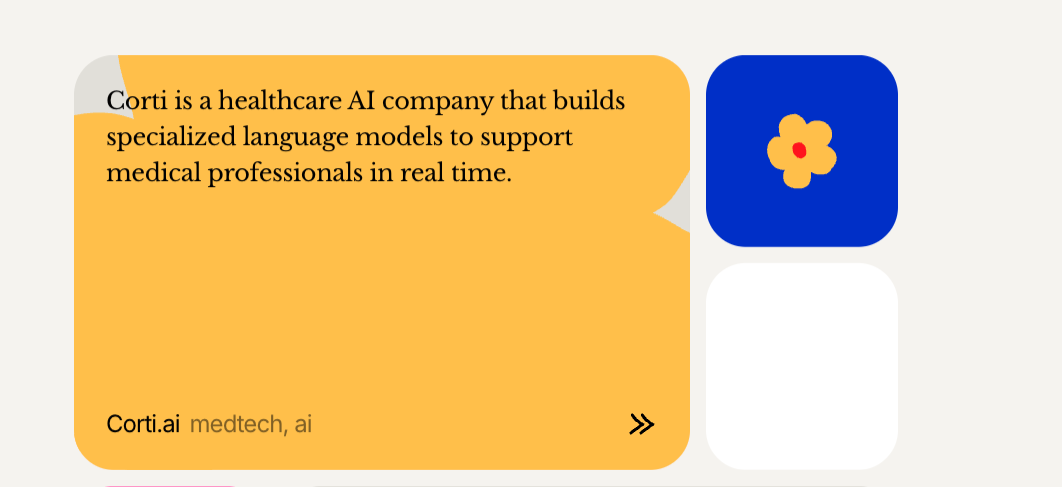 Corti is a healthcare AI company that builds
specialized language models to support
medical professionals in real time.
Corti.ai medtech, ai